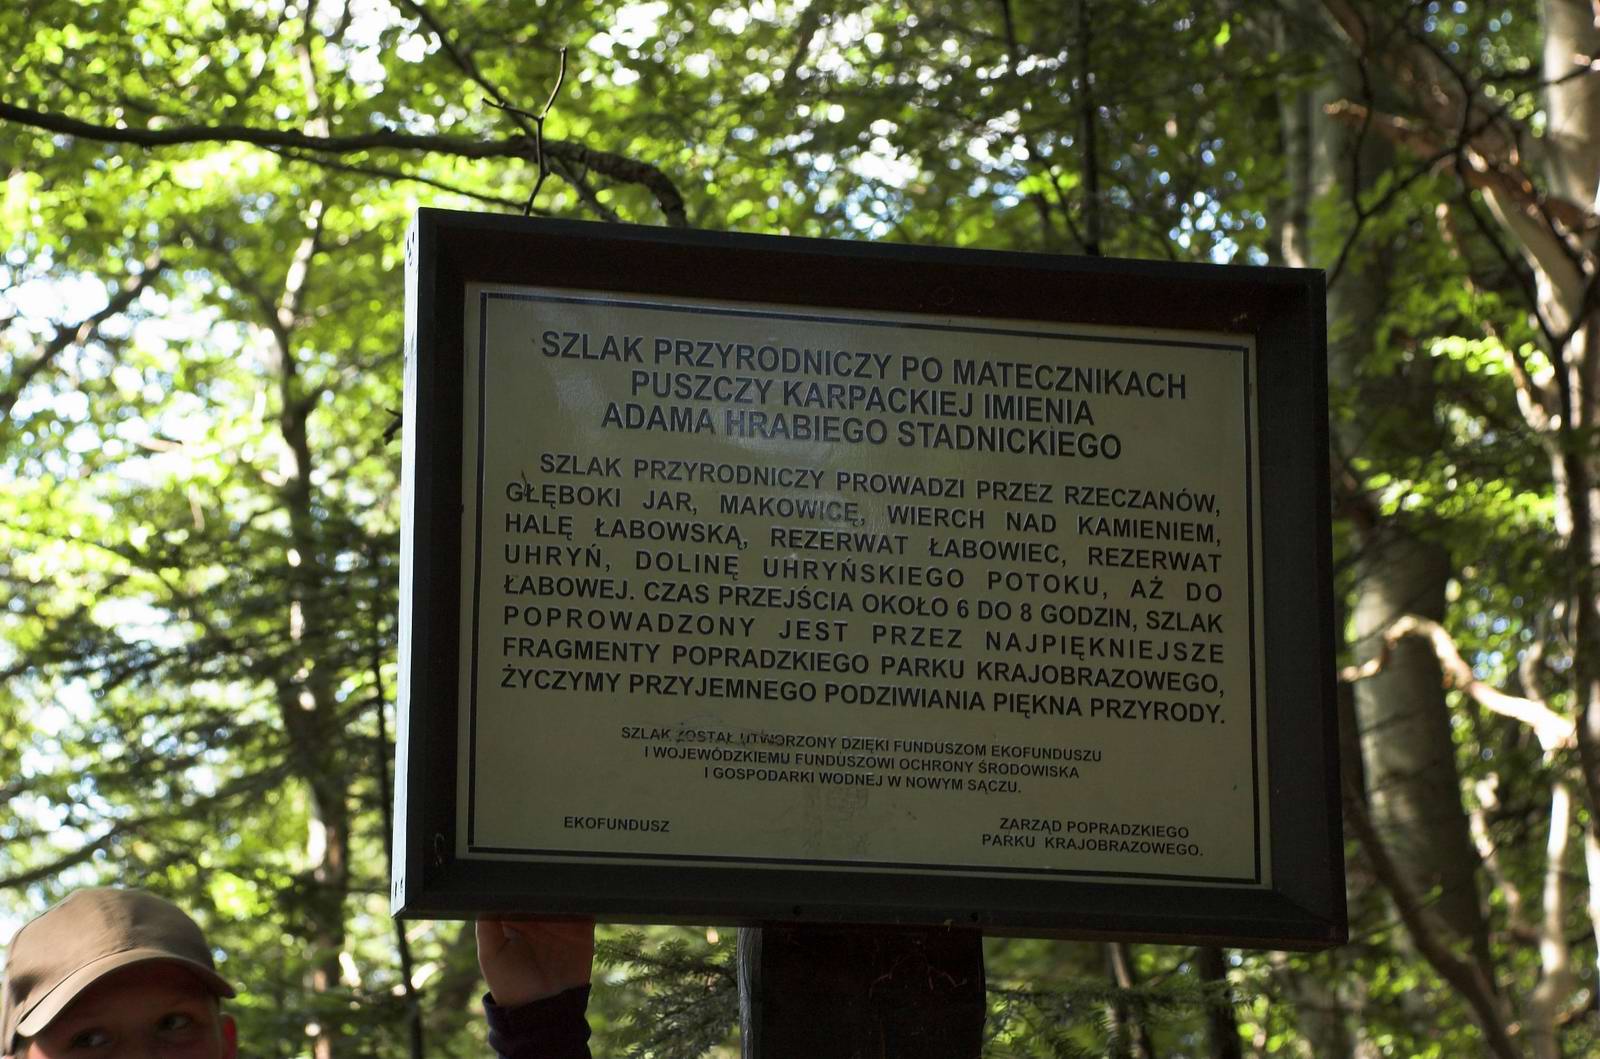 SZLAK PRZYRODNICZY PO MATECZNIKACH
PUSZCZY KARPACKIEJ IMIENIA
ADAMA HRABIEGO STADNICKIEGO
SZLAK PRZYRODNICZY PROWADZI PRZEZ RZECZANÓW,
GŁĘBOKI JAR, MAKOWICĘ, WIERCH NAD KAMIENIEM,
HALĘ ŁABOWSKĄ, REZERWAT ŁABOWIEC, REZERWAT
UHRYŃ, DOLINĘ UHRYŃSKIEGO POTOKU, AŻ DO
ŁABOWEJ. CZAS PRZEJŚCIA OKOŁO 6 DO 8 GODZIN, SZLAK
POPROWADZONY JEST PRZEZ NAJPIĘKNIEJSZE
FRAGMENTY POPRADZKIEGO PARKU KRAJOBRAZOWEGO,
ŻYCZYMY PRZYJEMNEGO PODZIWIANIA PIĘKNA PRZYRODY.
SZLAK ZOSTAŁ UTWORZONY DZIĘKI FUNDUSZOM EKOFUNDUSZU
I WOJEWÓDZKIEMU FUNDUSZOWI OCHRONY ŚRODOWISKA
I GOSPODARKI WODNEJ W NOWYM SĄCZU.
EKOFUNDUSZ
ZARZĄD POPRADZKIEGO
PARKU KRAJOBRAZOWEGO.